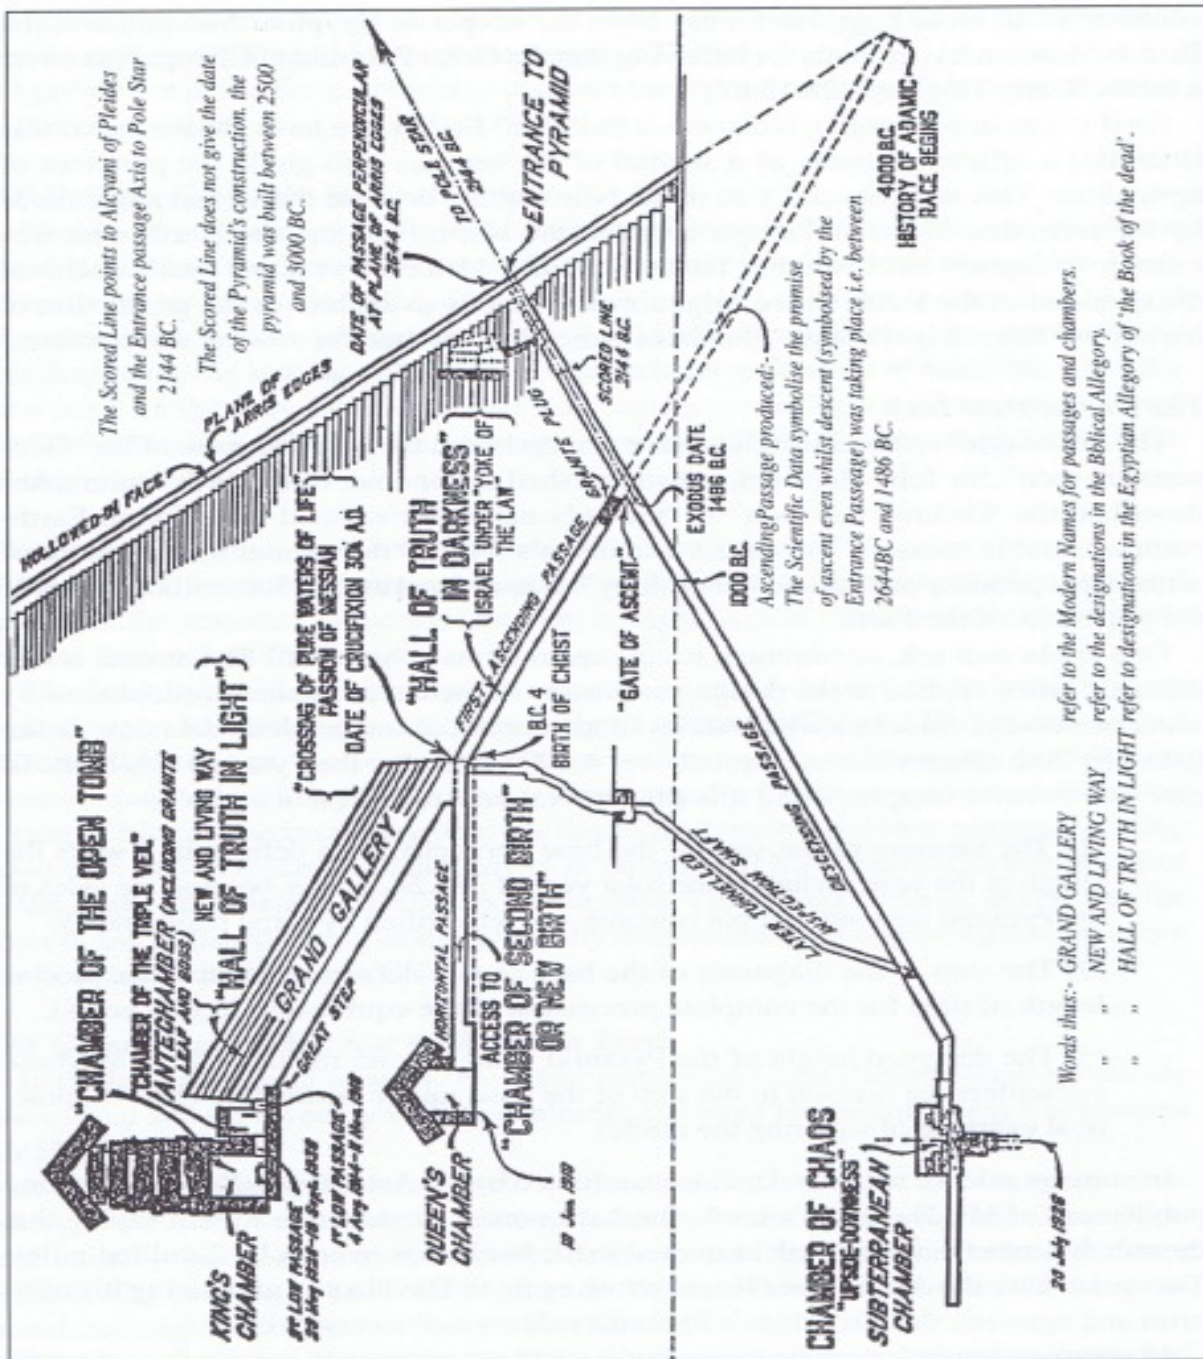 HOLLOWED-IN FACE
PLANE OF
ARRIS EDGES
The Scored Line points to Alcyani of Pleides
and the Entrance passage Axis to Pole Star
2144 BC.
The Scored Line does not give the date
of the Pyramid's construction. the
pyramid was built between 2500
and 3000 BC.
DATE OF PASSAGE PERPENDICULAR
AT PLANE OF ARRIS EDGES
2644 B.C.
TO POLE STAR
2144 B.C.
ENTRANCE TO
PYRAMID
"CHAMBER OF THE OPEN TOMB"
"CHAMBER OF THE TRIPLE VEIL"
ANTECHAMBER (INCLUDING GRANITE
LEAF AND BOSS)
NEW AND LIVING WAY
"HALL OF TRUTH IN LIGHT"
"CROSSING OF PURE WATERS OF LIFE"
PASSION OF MESSIAH
DATE OF CRUCIFIXION A.D.
"HALL OF TRUTH
IN DARKNESS"
(ISRAEL UNDER "YOKE OF
THE LAW")
KING'S
CHAMBER
GRAND GALLERY
GREAT STEP
FIRST ASCENDING PASSAGE
GRANITE PLUG
SCORED LINE
2144 B.C.
2nd LOW PASSAGE
1st LOW PASSAGE
4 Aug 1914-11 Nov 1918
QUEEN'S
CHAMBER
HORIZONTAL PASSAGE
ACCESS TO
"CHAMBER OF SECOND BIRTH"
OR "NEW BIRTH"
B.C. 4
BIRTH OF CHRIST
"GATE OF ASCENT"
EXODUS DATE
1486 B.C.
1000 B.C.
4000 B.C.
HISTORY OF ADAMIC
RACE BEGINS
LATER TUNNELLED
INSPECTION SHAFT
DESCENDING PASSAGE
Ascending Passage produced:
The Scientific Data symbolise the promise
of ascent even whilst descent (symbolised by the
Entrance Passage) was taking place i.e. between
2644BC and 1486 BC.
CHAMBER OF CHAOS
"UPSIDE-DOWNNESS"
SUBTERRANEAN
CHAMBER
Words thus:- GRAND GALLERY refer to the Modern Names for passages and chambers.
" " NEW AND LIVING WAY refer to the designations in the Biblical Allegory.
" " HALL OF TRUTH IN LIGHT refer to designations in the Egyptian Allegory of 'the Book of the dead'.